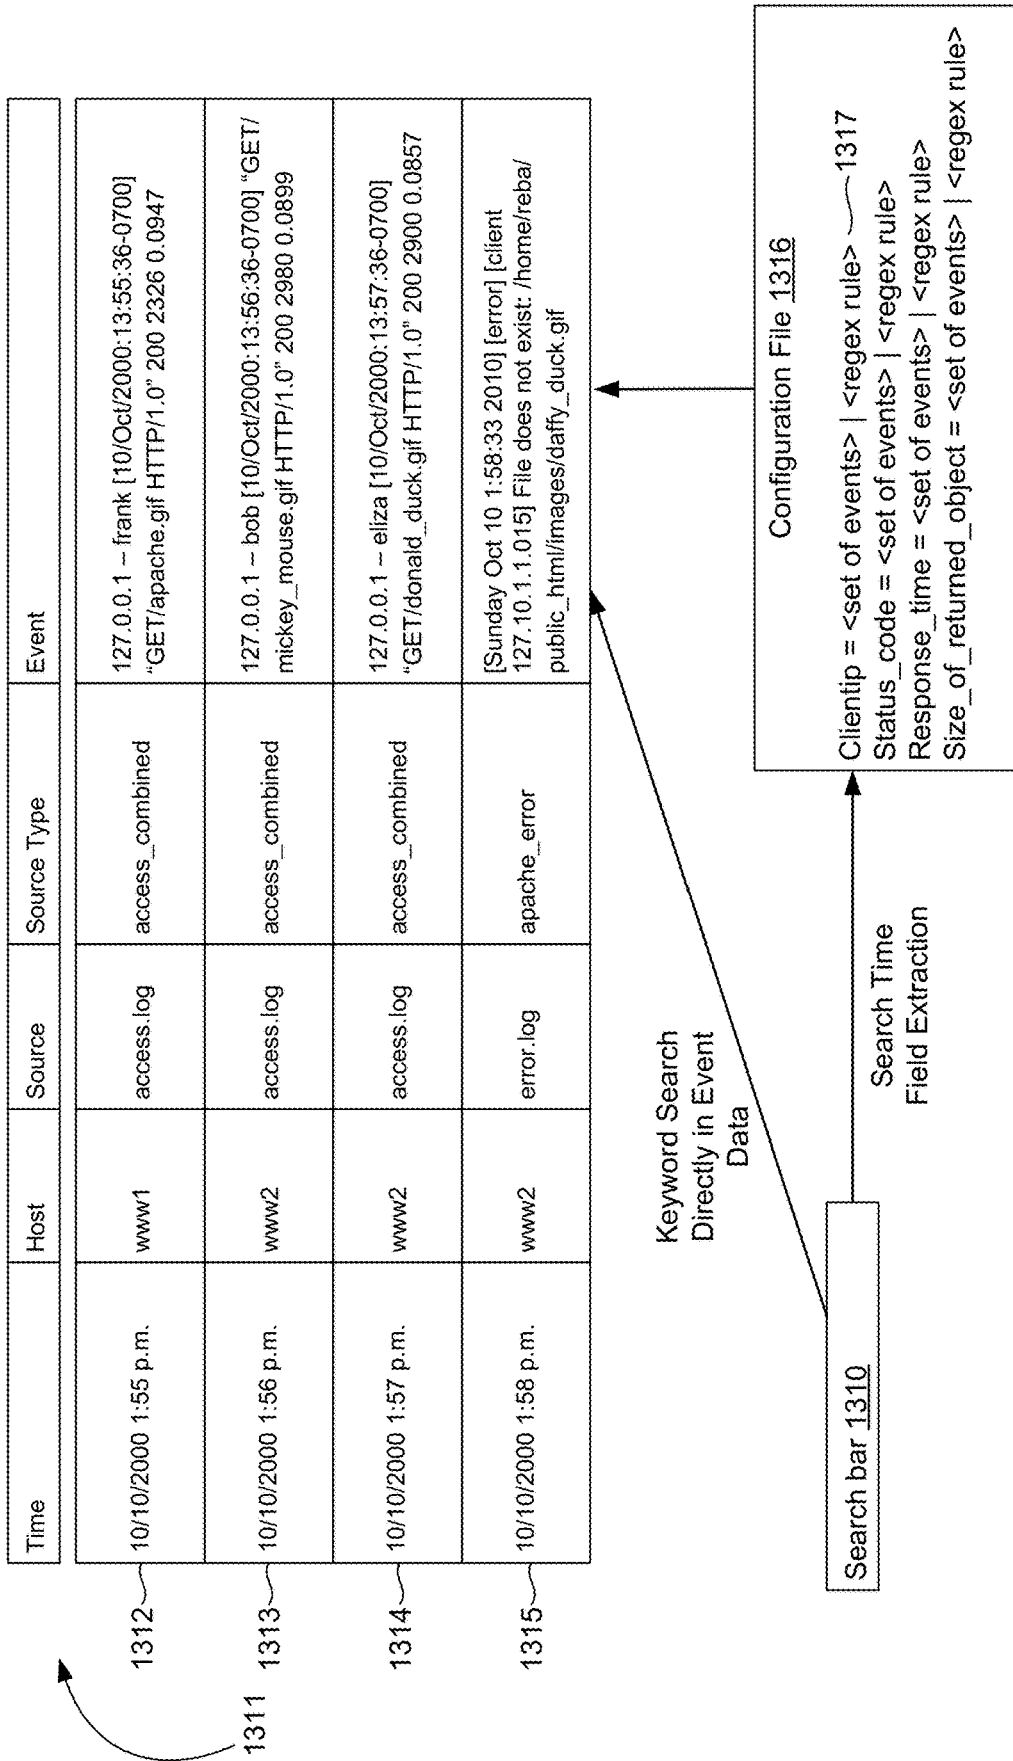 Time Host Source Source Type Event
1311
1312 10/10/2000 1:55 p.m. www1 access.log access_combined 127.0.0.1 – frank [10/Oct/2000:13:55:36-0700]
“GET/apache.gif HTTP/1.0” 200 2326 0.0947
1313 10/10/2000 1:56 p.m. www2 access.log access_combined 127.0.0.1 – bob [10/Oct/2000:13:56:36-0700] “GET/
mickey_mouse.gif HTTP/1.0” 200 2980 0.0899
1314 10/10/2000 1:57 p.m. www2 access.log access_combined 127.0.0.1 – eliza [10/Oct/2000:13:57:36-0700]
“GET/donald_duck.gif HTTP/1.0” 200 2900 0.0857
1315 10/10/2000 1:58 p.m. www2 error.log apache_error [Sunday Oct 10 1:58:33 2010] [error] [client
127.10.1.1.015] File does not exist: /home/reba/
public_html/images/daffy_duck.gif
Keyword Search
Directly in Event
Data
Search bar 1310
Search Time
Field Extraction
Configuration File 1316
Clientip = <set of events> | <regex rule> 1317
Status_code = <set of events> | <regex rule>
Response_time = <set of events> | <regex rule>
Size_of_returned_object = <set of events> | <regex rule>